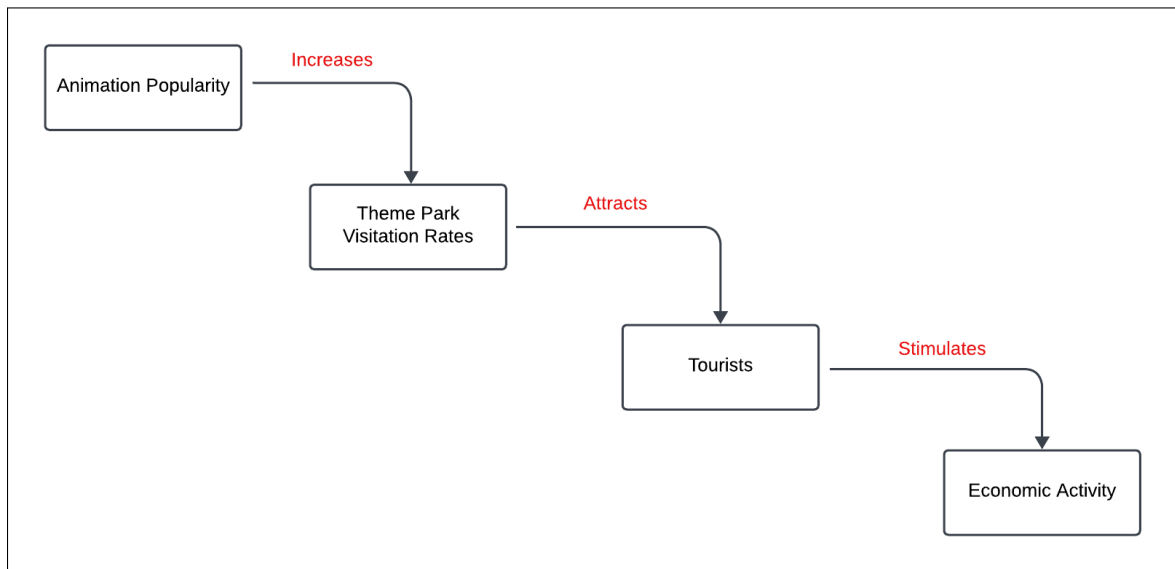 Increases
Animation Popularity
Attracts
Theme Park
Visitation Rates
Stimulates
Tourists
Economic Activity